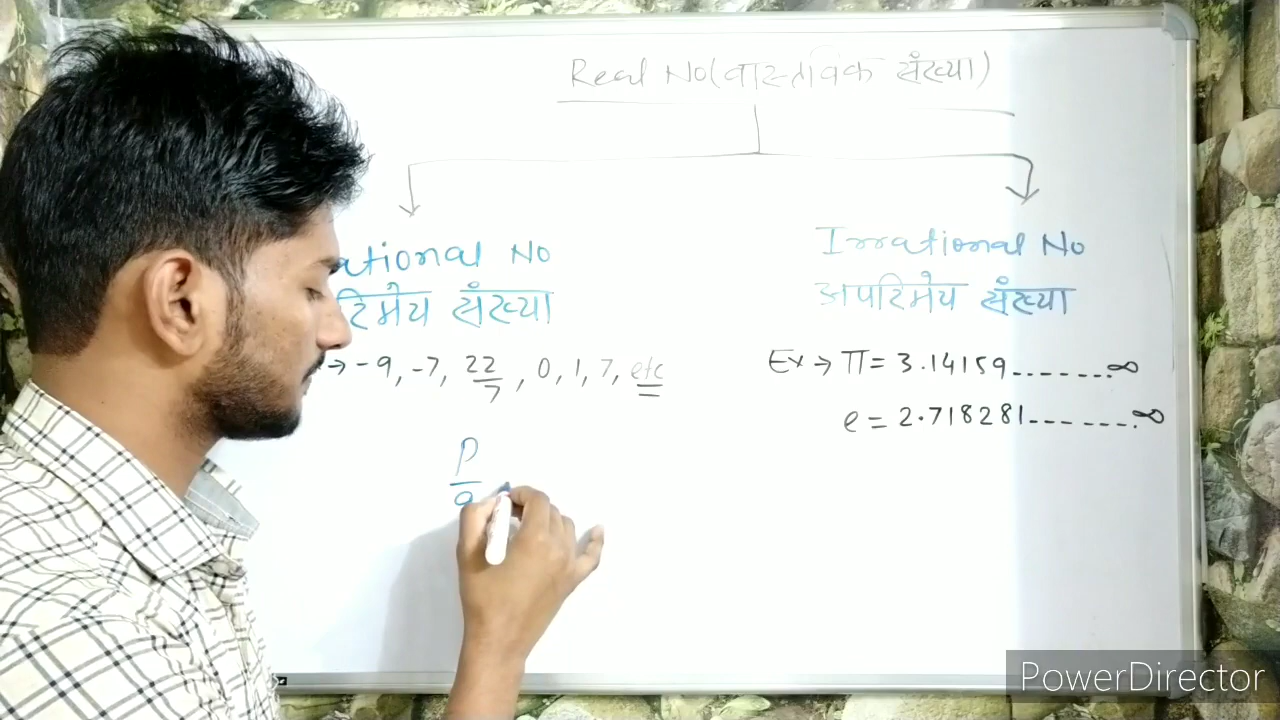 Real No (वास्तविक संख्या)
ational No
Irrational No
रिमेय संख्या
अपरिमेय संख्या
→ -9, -7, 22/7, 0, 1, 7, etc
Ex → π = 3.14159.......∞
e = 2.718281-------.∞
p
q
PowerDirector